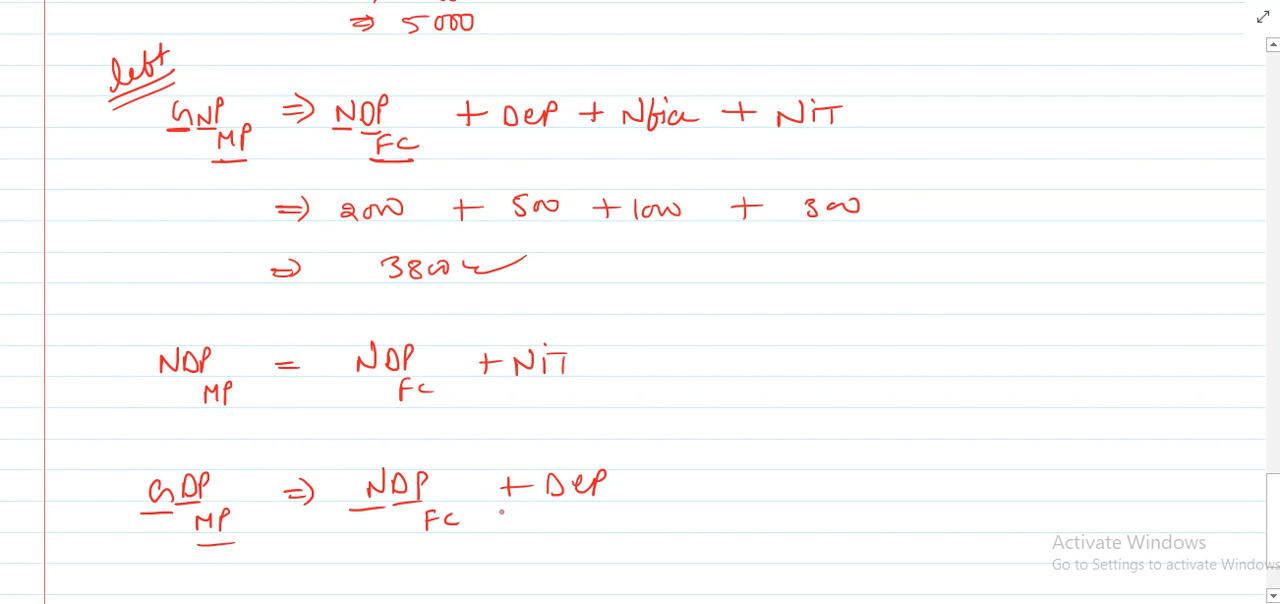 ⇒ 5000
GNP MP ⇒ NDP FC + Dep + Nfia + NIT
⇒ 2000 + 500 + 1000 + 300
⇒ 3800
NDP MP = NDP FC + NIT
GDP MP ⇒ NDP FC + Dep
Activate Windows
Go to Settings to activate Windows